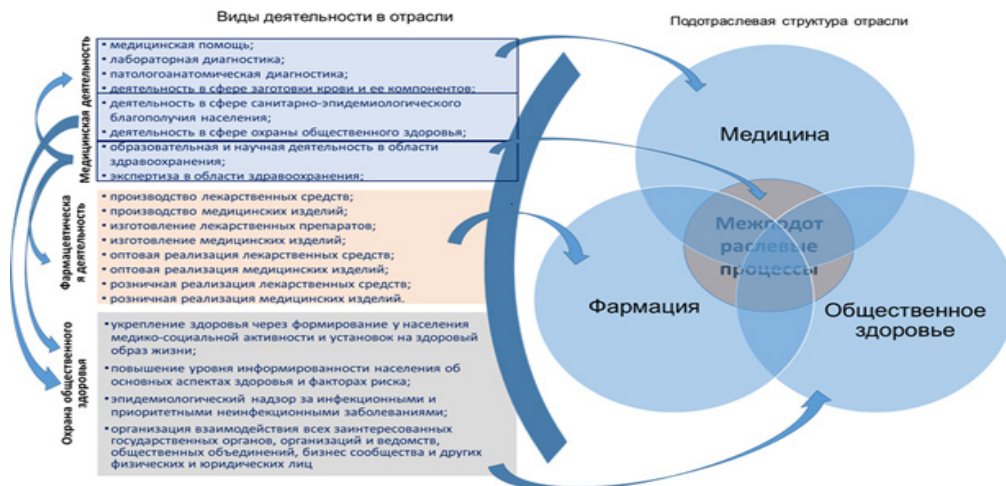 Виды деятельности в отрасли
Подотраслевая структура отрасли
Медицинская деятельность
• медицинская помощь;
• лабораторная диагностика;
• патологоанатомическая диагностика;
• деятельность в сфере заготовки крови и ее компонентов;
• деятельность в сфере санитарно-эпидемиологического
благополучия населения;
• деятельность в сфере охраны общественного здоровья;
• образовательная и научная деятельность в области
здравоохранения;
• экспертиза в области здравоохранения;
Фармацевтическа
я деятельность
• производство лекарственных средств;
• производство медицинских изделий;
• изготовление лекарственных препаратов;
• изготовление медицинских изделий;
• оптовая реализация лекарственных средств;
• оптовая реализация медицинских изделий;
• розничная реализация лекарственных средств;
• розничная реализация медицинских изделий.
Охрана общественного
здоровья
• укрепление здоровья через формирование у населения
медико-социальной активности и установок на здоровый
образ жизни;
• повышение уровня информированности населения об
основных аспектах здоровья и факторах риска;
• эпидемиологический надзор за инфекционными и
приоритетными неинфекционными заболеваниями;
• организация взаимодействия всех заинтересованных
государственных органов, организаций и ведомств,
общественных объединений, бизнес сообщества и других
физических и юридических лиц
Медицина
Межподот
раслевые
процессы
Фармация
Общественное
здоровье